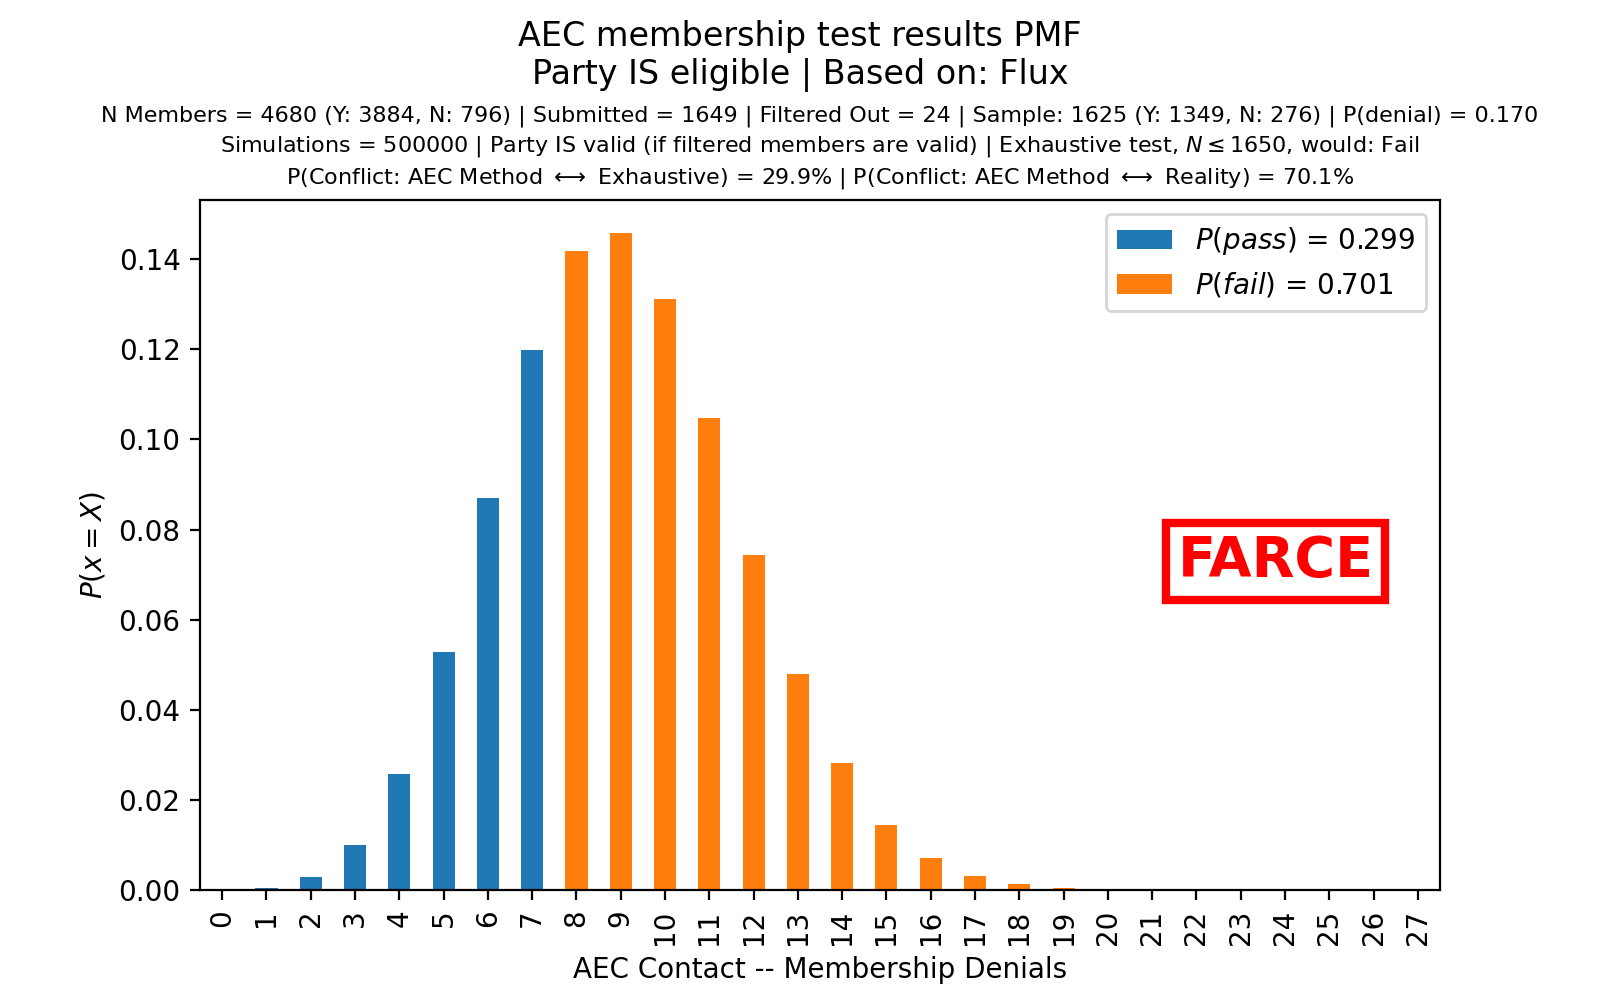 AEC membership test results PMF
Party IS eligible | Based on: Flux
N Members = 4680 (Y: 3884, N: 796) | Submitted = 1649 | Filtered Out = 24 | Sample: 1625 (Y: 1349, N: 276) | P(denial) = 0.170
Simulations = 500000 | Party IS valid (if filtered members are valid) | Exhaustive test, N ≤ 1650, would: Fail
P(Conflict: AEC Method ⟷ Exhaustive) = 29.9% | P(Conflict: AEC Method ⟷ Reality) = 70.1%
P(pass) = 0.299
P(fail) = 0.701
0.14
0.12
0.10
0.08
0.06
0.04
0.02
0.00
P(x = X)
FARCE
0 1 2 3 4 5 6 7 8 9 10 11 12 13 14 15 16 17 18 19 20 21 22 23 24 25 26 27
AEC Contact -- Membership Denials